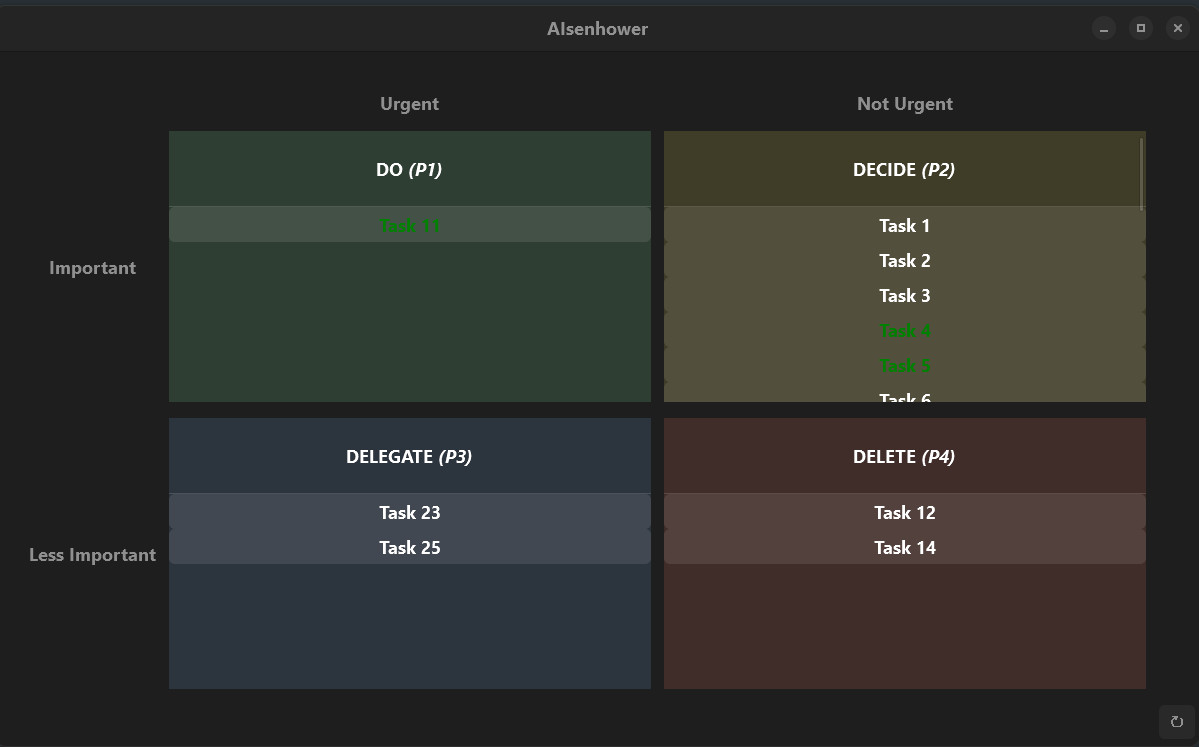 AIsenhower
Urgent
Not Urgent
Important
DO (P1)
Task 11
DECIDE (P2)
Task 1
Task 2
Task 3
Task 4
Task 5
Task 6
Less Important
DELEGATE (P3)
Task 23
Task 25
DELETE (P4)
Task 12
Task 14